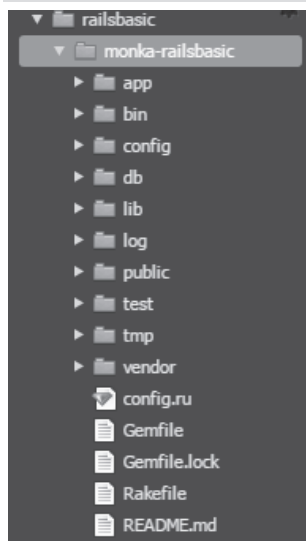 railsbasic
monka-railsbasic
app
bin
config
db
lib
log
public
test
tmp
vendor
config.ru
Gemfile
Gemfile.lock
Rakefile
README.md